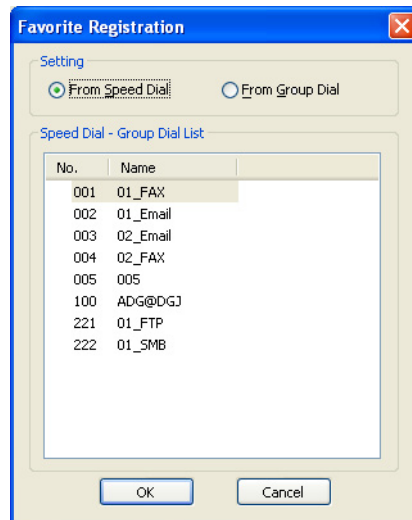 Favorite Registration
Setting
From Speed Dial From Group Dial
Speed Dial - Group Dial List
No. Name
001 01_FAX
002 01_Email
003 02_Email
004 02_FAX
005 005
100 ADG@DGJ
221 01_FTP
222 01_SMB
OK Cancel